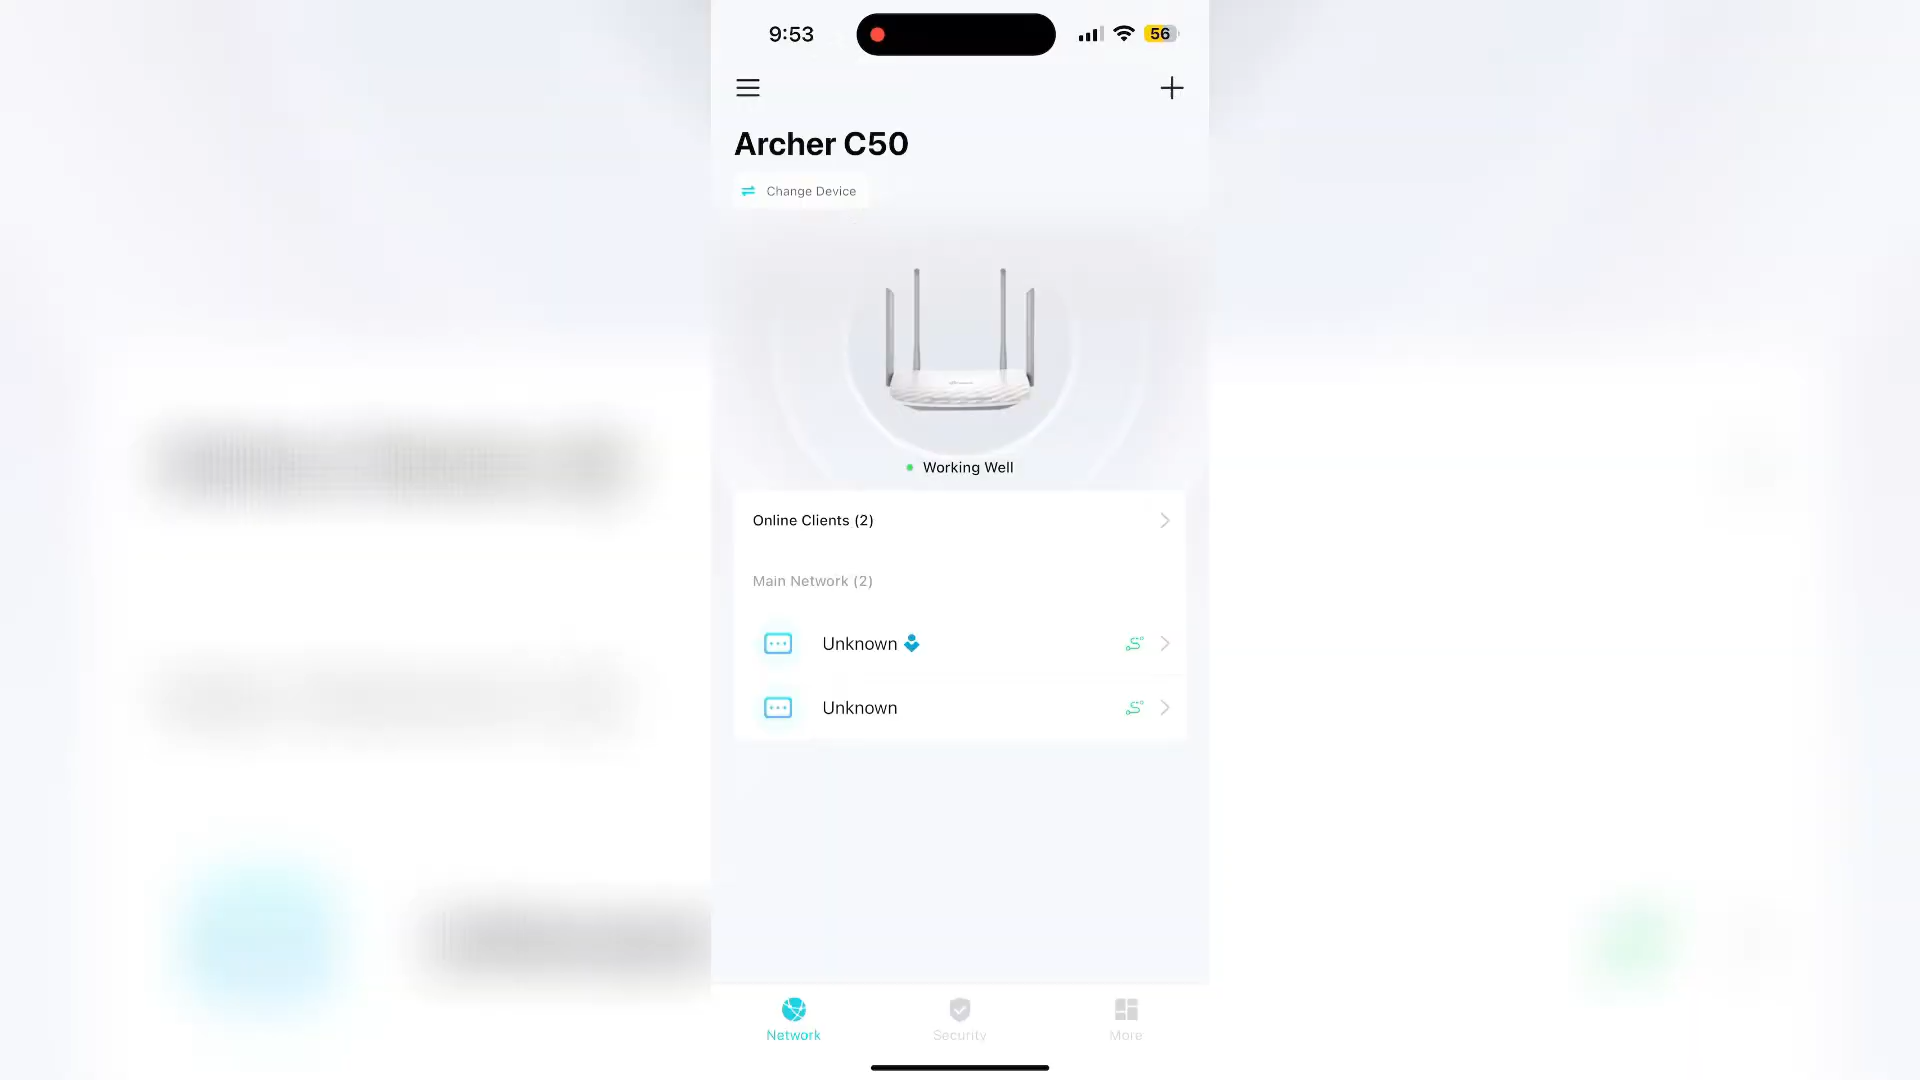 9:53
56
Archer C50
Change Device
Working Well
Online Clients (2)
Main Network (2)
Unknown
Unknown
Network
Security
More